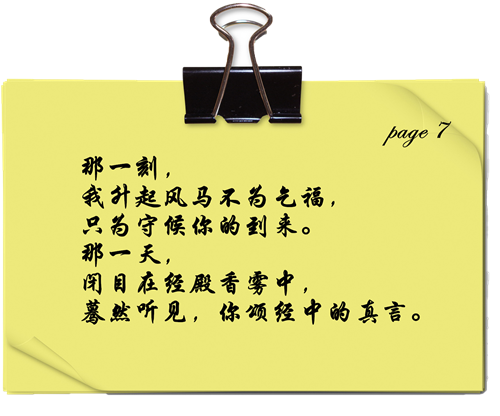 page 7
那一刻，
我升起风马不为乞福，
只为守候你的到来。
那一天，
闭目在经殿香雾中，
蓦然听见，你颂经中的真言。